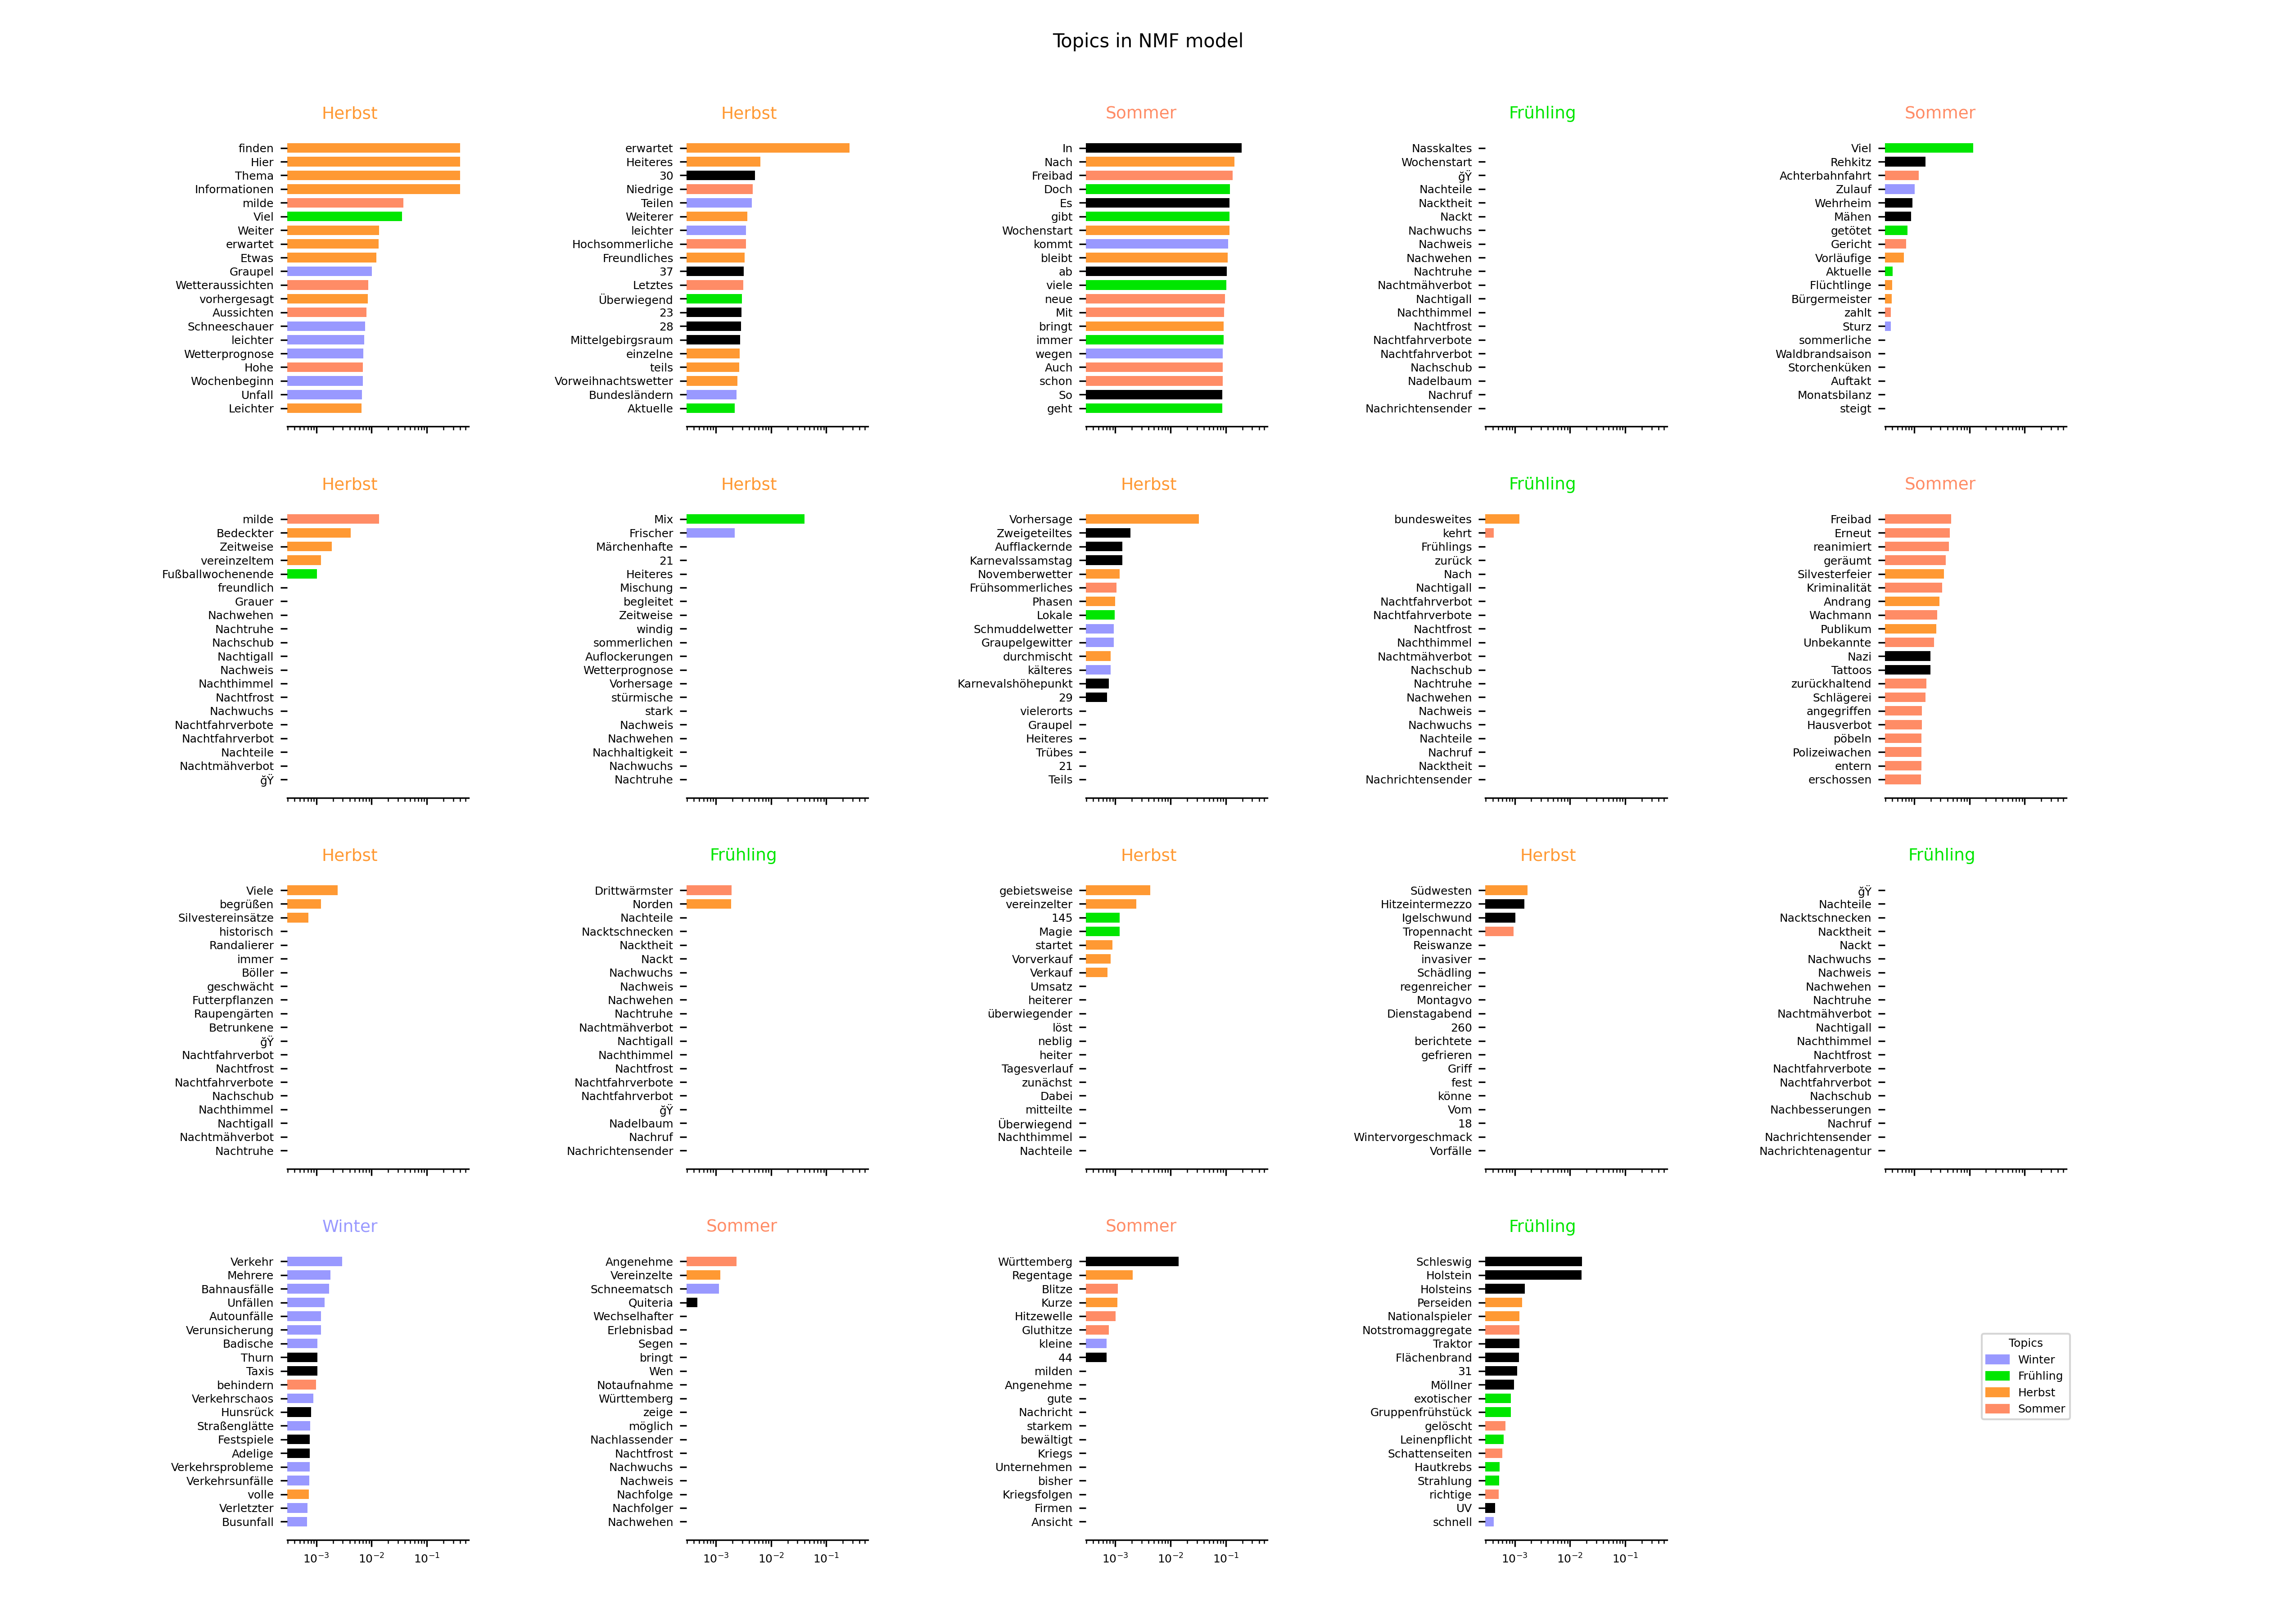 Topics in NMF model
Herbst
finden
Hier
Thema
Informationen
milde
Viel
Weiter
erwartet
Etwas
Graupel
Wetteraussichten
vorhergesagt
Aussichten
Schneeschauer
leichter
Wetterprognose
Hohe
Wochenbeginn
Unfall
Leichter
Herbst
erwartet
Heiteres
30
Niedrige
Teilen
Weiterer
leichter
Hochsommerliche
Freundliches
37
Letztes
Überwiegend
23
28
Mittelgebirgsraum
einzelne
teils
Vorweihnachtswetter
Bundesländern
Aktuelle
Sommer
In
Nach
Freibad
Doch
Es
gibt
Wochenstart
kommt
bleibt
ab
viele
neue
Mit
bringt
immer
wegen
Auch
schon
So
geht
Frühling
Nasskaltes
Wochenstart
ğŸ
Nachteile
Nacktheit
Nackt
Nachwuchs
Nachweis
Nachwehen
Nachtruhe
Nachtmähverbot
Nachtigall
Nachthimmel
Nachtfrost
Nachtfahrverbote
Nachtfahrverbot
Nachschub
Nadelbaum
Nachruf
Nachrichtensender
Sommer
Viel
Rehkitz
Achterbahnfahrt
Zulauf
Wehrheim
Mähen
getötet
Gericht
Vorläufige
Aktuelle
Flüchtlinge
Bürgermeister
zahlt
Sturz
sommerliche
Waldbrandsaison
Storchenküken
Auftakt
Monatsbilanz
steigt
Herbst
milde
Bedeckter
Zeitweise
vereinzeltem
Fußballwochenende
freundlich
Grauer
Nachwehen
Nachtruhe
Nachschub
Nachtigall
Nachweis
Nachthimmel
Nachtfrost
Nachwuchs
Nachtfahrverbote
Nachtfahrverbot
Nachteile
Nachtmähverbot
ğŸ
Herbst
Mix
Frischer
Märchenhafte
21
Heiteres
Mischung
begleitet
Zeitweise
windig
sommerlichen
Auflockerungen
Wetterprognose
Vorhersage
stürmische
stark
Nachweis
Nachwehen
Nachhaltigkeit
Nachwuchs
Nachtruhe
Herbst
Vorhersage
Zweigeteiltes
Aufflackernde
Karnevalssamstag
Novemberwetter
Frühsommerliches
Phasen
Lokale
Schmuddelwetter
Graupelgewitter
durchmischt
kälteres
Karnevalshöhepunkt
29
vielerorts
Graupel
Heiteres
Trübes
21
Teils
Frühling
bundesweites
kehrt
Frühlings
zurück
Nach
Nachtigall
Nachtfahrverbot
Nachtfahrverbote
Nachtfrost
Nachthimmel
Nachtmähverbot
Nachschub
Nachtruhe
Nachwehen
Nachweis
Nachwuchs
Nachteile
Nachruf
Nacktheit
Nachrichtensender
Sommer
Freibad
Erneut
reanimiert
geräumt
Silvesterfeier
Kriminalität
Andrang
Wachmann
Publikum
Unbekannte
Nazi
Tattoos
zurückhaltend
Schlägerei
angegriffen
Hausverbot
pöbeln
Polizeiwachen
entern
erschossen
Herbst
Viele
begrüßen
Silvestereinsätze
historisch
Randalierer
immer
Böller
geschwächt
Futterpflanzen
Raupengärten
Betrunkene
ğŸ
Nachtfahrverbot
Nachtfrost
Nachtfahrverbote
Nachschub
Nachthimmel
Nachtigall
Nachtmähverbot
Nachtruhe
Frühling
Drittwärmster
Norden
Nachteile
Nacktschnecken
Nacktheit
Nackt
Nachwuchs
Nachweis
Nachwehen
Nachtruhe
Nachtmähverbot
Nachtigall
Nachthimmel
Nachtfrost
Nachtfahrverbote
Nachtfahrverbot
ğŸ
Nadelbaum
Nachruf
Nachrichtensender
Herbst
gebietsweise
vereinzelter
145
Magie
startet
Vorverkauf
Verkauf
Umsatz
heiterer
überwiegender
löst
neblig
heiter
Tagesverlauf
zunächst
Dabei
mitteilte
Überwiegend
Nachthimmel
Nachteile
Herbst
Südwesten
Hitzeintermezzo
Igelschwund
Tropennacht
Reiswanze
invasiver
Schädling
regenreicher
Montagvo
Dienstagabend
260
berichtete
gefrieren
Griff
fest
könne
Vom
18
Wintervorgeschmack
Vorfälle
Frühling
ğŸ
Nachteile
Nacktschnecken
Nacktheit
Nackt
Nachwuchs
Nachweis
Nachwehen
Nachtruhe
Nachtmähverbot
Nachtigall
Nachthimmel
Nachtfrost
Nachtfahrverbote
Nachtfahrverbot
Nachschub
Nachbesserungen
Nachruf
Nachrichtensender
Nachrichtenagentur
Winter
Verkehr
Mehrere
Bahnausfälle
Unfällen
Autounfälle
Verunsicherung
Badische
Thurn
Taxis
behindern
Verkehrschaos
Hunsrück
Straßenglätte
Festspiele
Adelige
Verkehrsprobleme
Verkehrsunfälle
volle
Verletzter
Busunfall
10⁻³ 10⁻² 10⁻¹
Sommer
Angenehme
Vereinzelte
Schneematsch
Quiteria
Wechselhafter
Erlebnisbad
Segen
bringt
Wen
Notaufnahme
Württemberg
zeige
möglich
Nachlassender
Nachtfrost
Nachwuchs
Nachweis
Nachfolge
Nachfolger
Nachwehen
10⁻³ 10⁻² 10⁻¹
Sommer
Württemberg
Regentage
Blitze
Kurze
Hitzewelle
Gluthitze
kleine
44
milden
Angenehme
gute
Nachricht
starkem
bewältigt
Kriegs
Unternehmen
bisher
Kriegsfolgen
Firmen
Ansicht
10⁻³ 10⁻² 10⁻¹
Frühling
Schleswig
Holstein
Holsteins
Perseiden
Nationalspieler
Notstromaggregate
Traktor
Flächenbrand
31
Möllner
exotischer
Gruppenfrühstück
gelöscht
Leinenpflicht
Schattenseiten
Hautkrebs
Strahlung
richtige
UV
schnell
10⁻³ 10⁻² 10⁻¹
Topics
Winter
Frühling
Herbst
Sommer